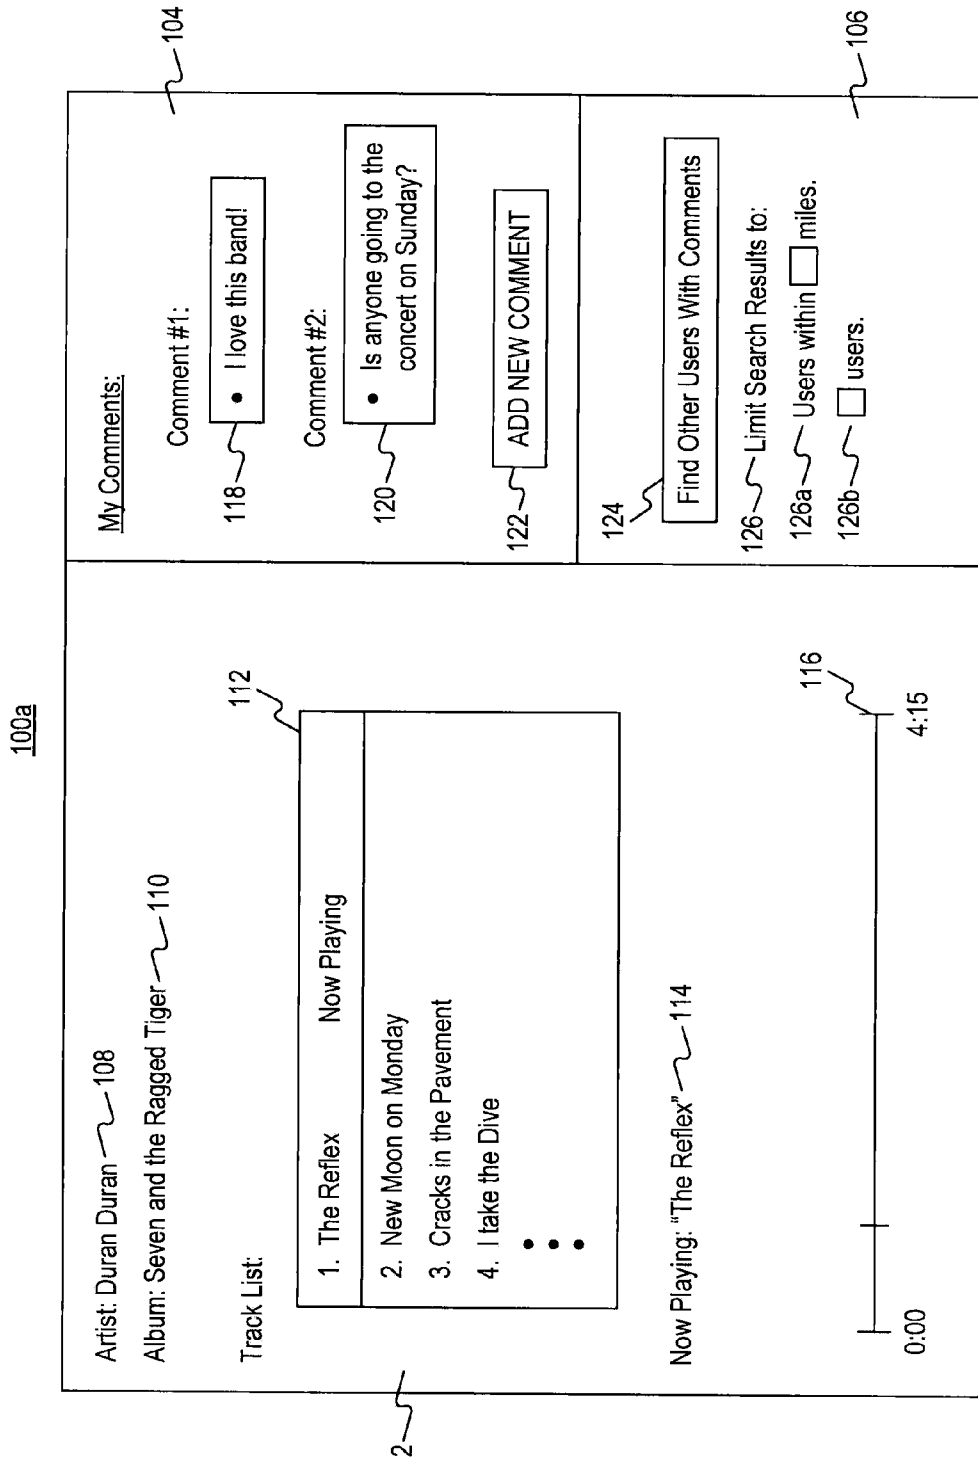 100a
Artist: Duran Duran 108
Album: Seven and the Ragged Tiger 110
Track List:
112
1. The Reflex Now Playing
2. New Moon on Monday
3. Cracks in the Pavement
4. I take the Dive
2
Now Playing: "The Reflex" 114
116
0:00 4:15
My Comments:
104
Comment #1:
118 • I love this band!
Comment #2:
120 • Is anyone going to the
concert on Sunday?
122 ADD NEW COMMENT
124
Find Other Users With Comments
126 Limit Search Results to:
126a Users within miles.
126b users.
106